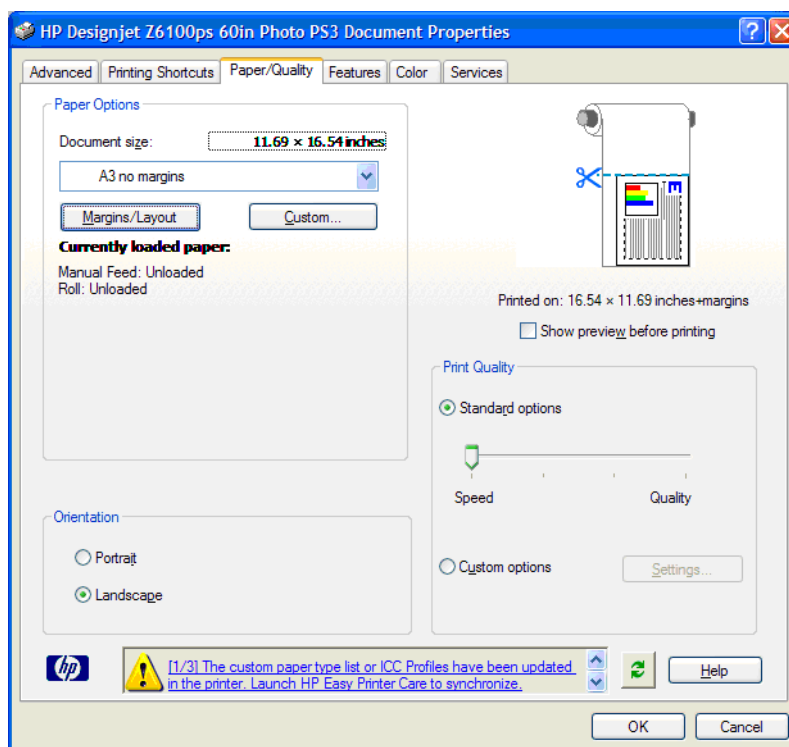 HP Designjet Z6100ps 60in Photo PS3 Document Properties
Advanced
Printing Shortcuts
Paper/Quality
Features
Color
Services
Paper Options
Document size:
11.69 × 16.54 inches
A3 no margins
Margins/Layout
Custom...
Currently loaded paper:
Manual Feed: Unloaded
Roll: Unloaded
Printed on: 16.54 × 11.69 inches+margins
Show preview before printing
Print Quality
Standard options
Speed
Quality
Custom options
Settings...
Orientation
Portrait
Landscape
hp
[1/3] The custom paper type list or ICC Profiles have been updated
in the printer. Launch HP Easy Printer Care to synchronize.
Help
OK
Cancel